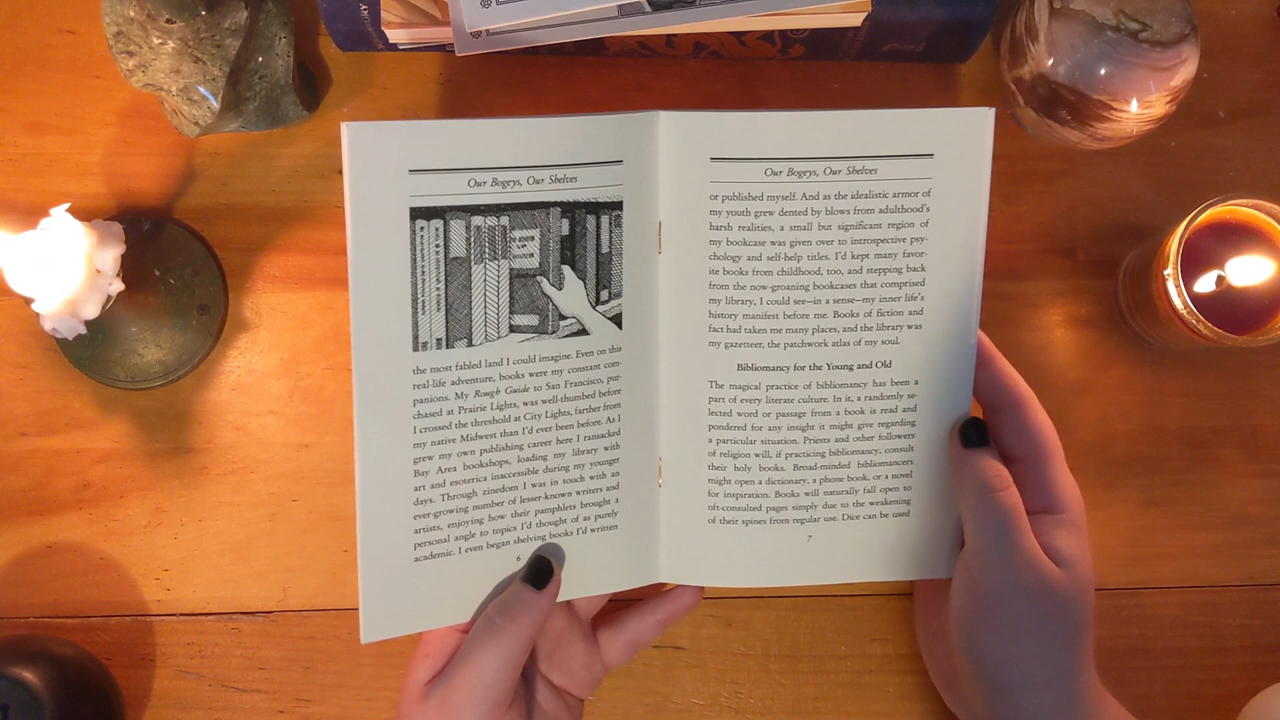 Our Bogeys, Our Shelves
the most fabled land I could imagine. Even on this
real-life adventure, books were my constant com-
panions. My Rough Guide to San Francisco, pur-
chased at Prairie Lights, was well-thumbed before
I crossed the threshold at City Lights, farther from
my native Midwest than I'd ever been before. As I
grew my own publishing career here I ransacked
Bay Area bookshops, loading my library with
art and esoterica inaccessible during my younger
days. Through zinedom I was in touch with an
ever-growing number of lesser-known writers and
artists, enjoying how their pamphlets brought a
personal angle to topics I'd thought of as purely
academic. I even began shelving books I'd written
6
Our Bogeys, Our Shelves
or published myself. And as the idealistic armor of
my youth grew dented by blows from adulthood's
harsh realities, a small but significant region of
my bookcase was given over to introspective psy-
chology and self-help titles. I'd kept many favor-
ite books from childhood, too, and stepping back
from the now-groaning bookcases that comprised
my library, I could see—in a sense—my inner life's
history manifest before me. Books of fiction and
fact had taken me many places, and the library was
my gazetteer, the patchwork atlas of my soul.
Bibliomancy for the Young and Old
The magical practice of bibliomancy has been a
part of every literate culture. In it, a randomly se-
lected word or passage from a book is read and
pondered for any insight it might give regarding
a particular situation. Priests and other followers
of religion will, if practicing bibliomancy, consult
their holy books. Broad-minded bibliomancers
might open a dictionary, a phone book, or a novel
for inspiration. Books will naturally fall open to
oft-consulted pages simply due to the weakening
of their spines from regular use. Dice can be used
7